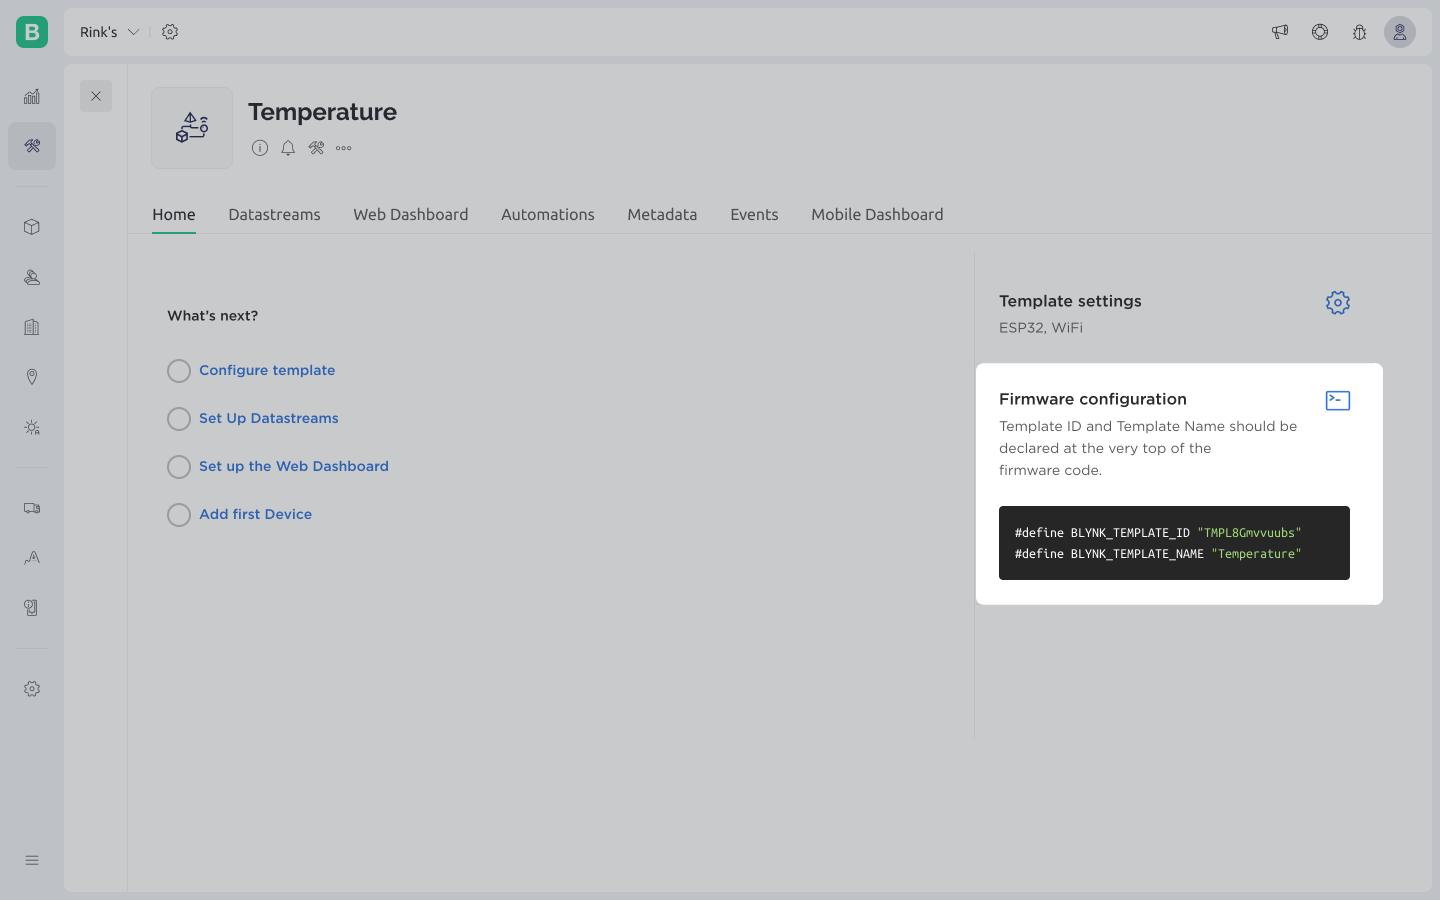 B
Rink's
Temperature
Home Datastreams Web Dashboard Automations Metadata Events Mobile Dashboard
What's next?
Configure template
Set Up Datastreams
Set up the Web Dashboard
Add first Device
Template settings
ESP32, WiFi
Firmware configuration
Template ID and Template Name should be
declared at the very top of the
firmware code.
#define BLYNK_TEMPLATE_ID "TMPL8Gmvvuubs"
#define BLYNK_TEMPLATE_NAME "Temperature"